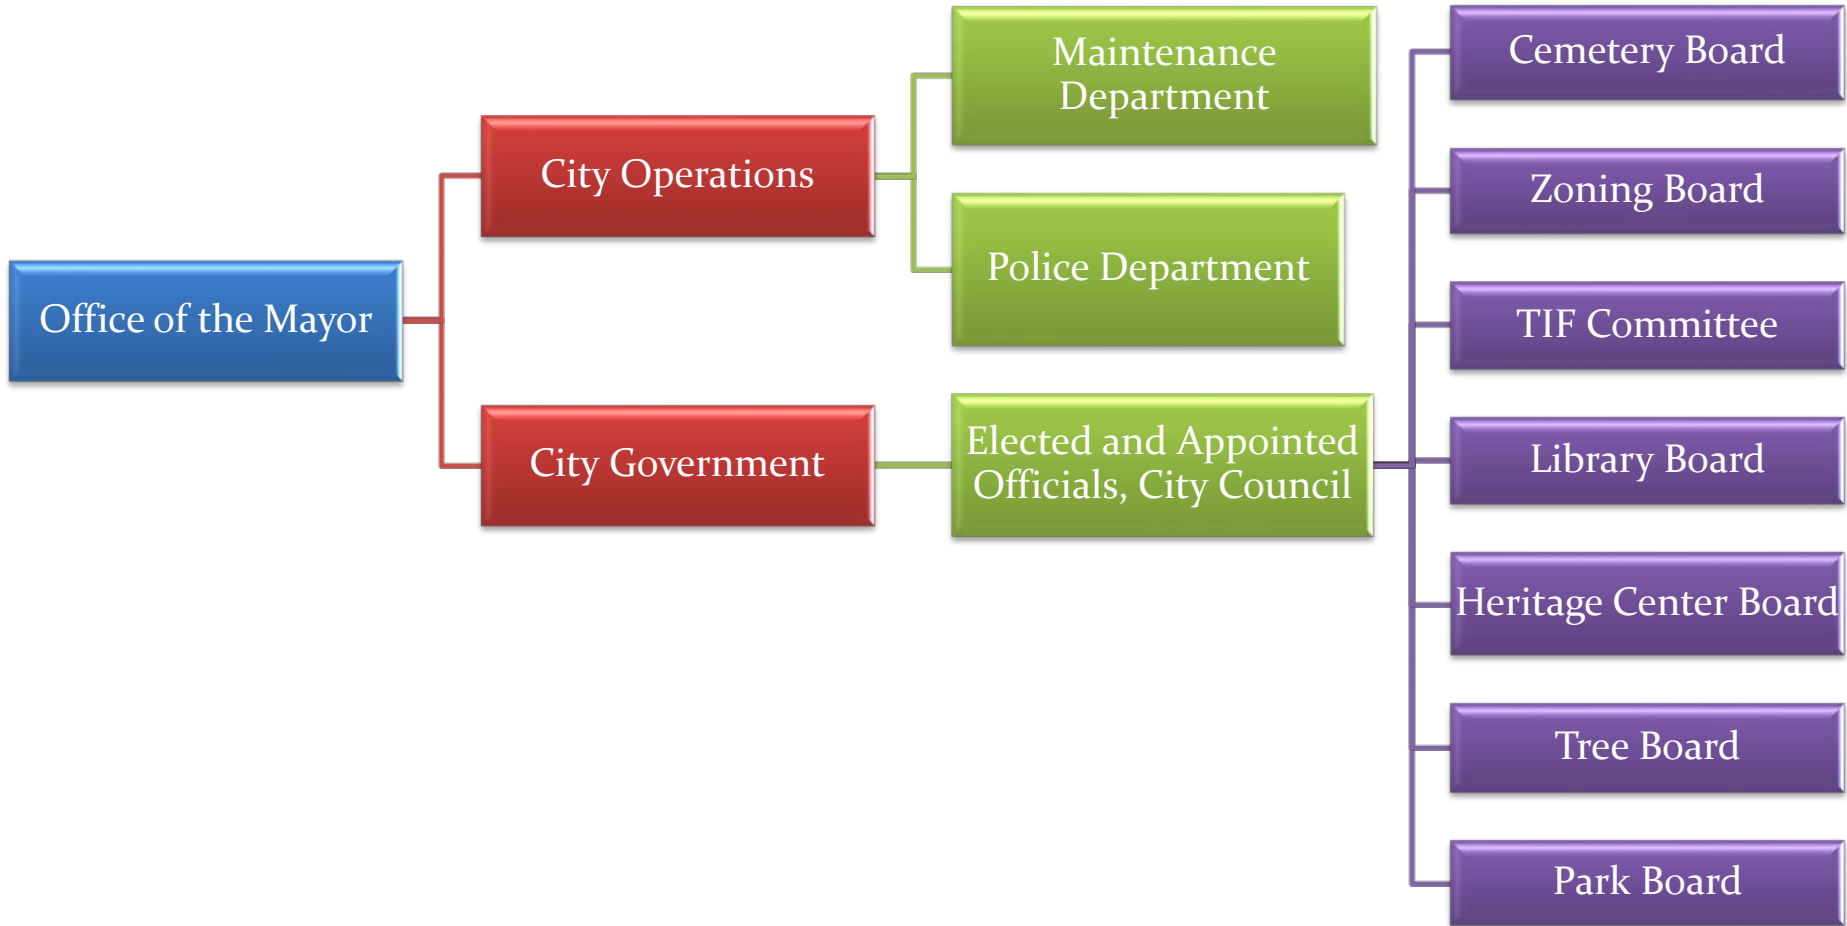 Office of the Mayor
City Operations
Maintenance
Department
Police Department
City Government
Elected and Appointed
Officials, City Council
Cemetery Board
Zoning Board
TIF Committee
Library Board
Heritage Center Board
Tree Board
Park Board